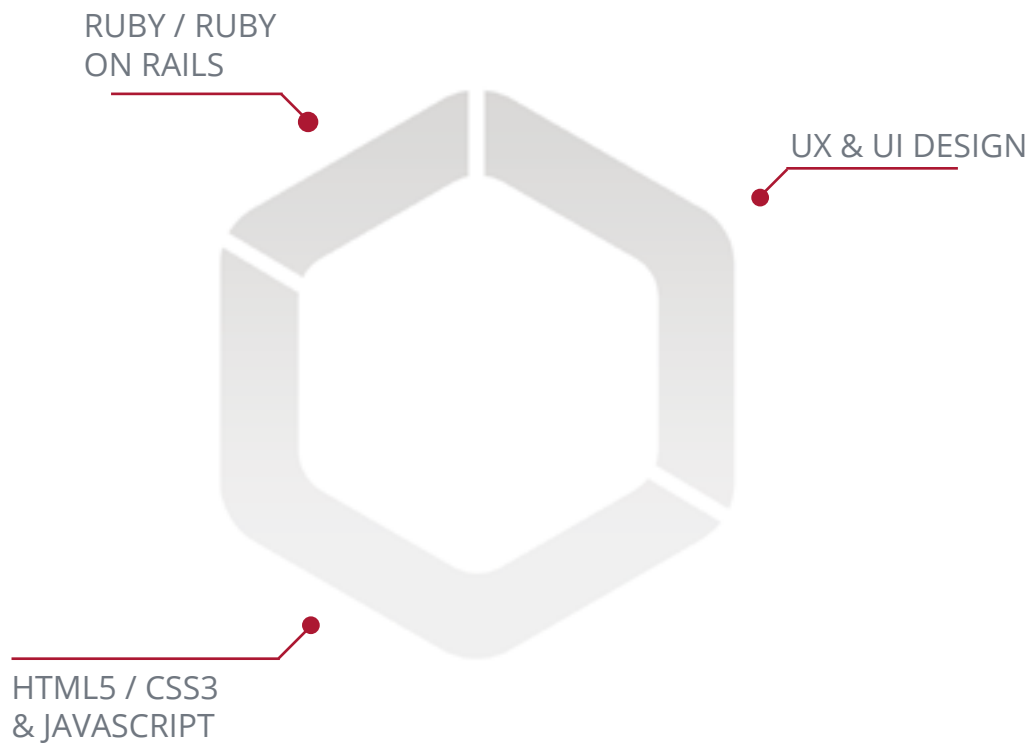 RUBY / RUBY
ON RAILS
UX & UI DESIGN
HTML5 / CSS3
& JAVASCRIPT